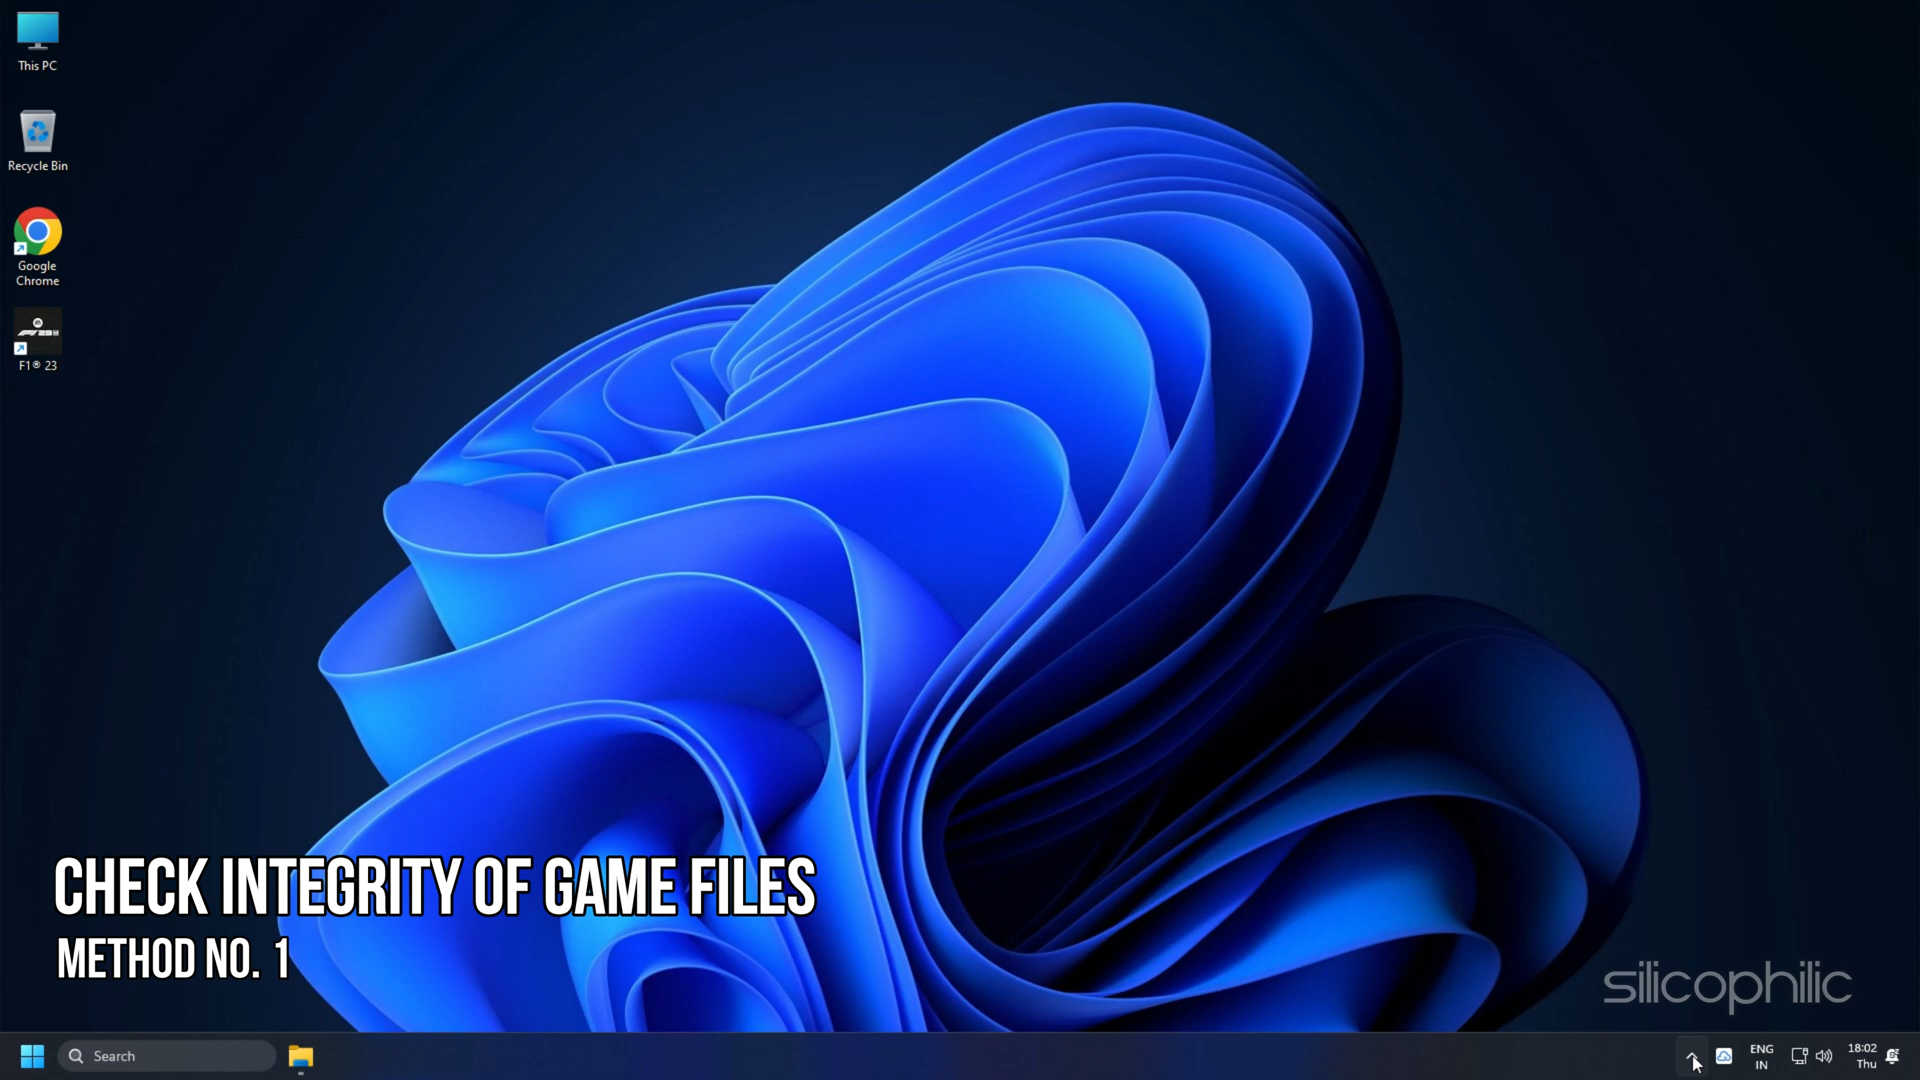 This PC
Recycle Bin
Google
Chrome
F1® 23
CHECK INTEGRITY OF GAME FILES
METHOD NO. 1
silicophilic
Search
ENG
IN
18:02
Thu